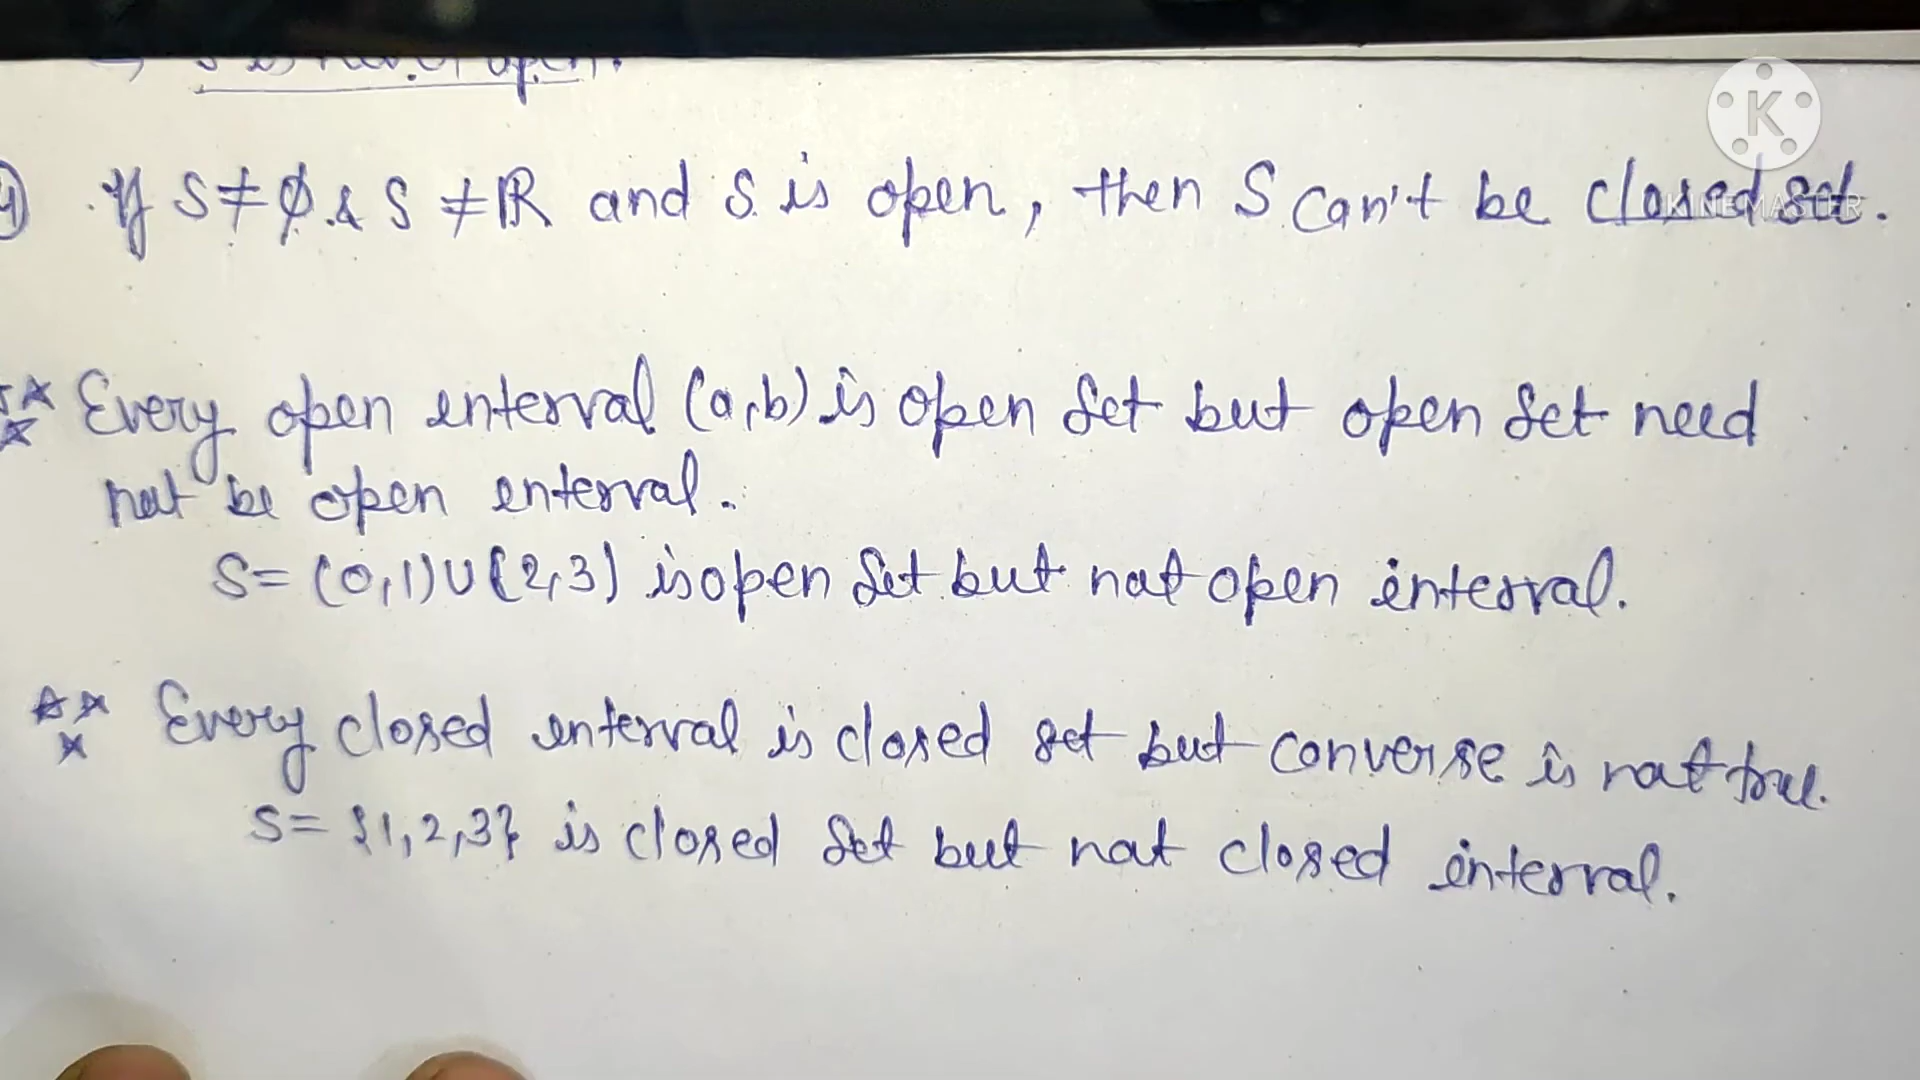 open.
4) If S≠∅ & S ≠ℝ and S is open, then S can't be closed set.
KINEMASTER
Every open interval (a,b) is open set but open set need
not be open interval.
S= (0,1)∪(2,3) is open set but not open interval.
Every closed interval is closed set but converse is not true.
S= {1,2,3} is closed set but not closed interval.